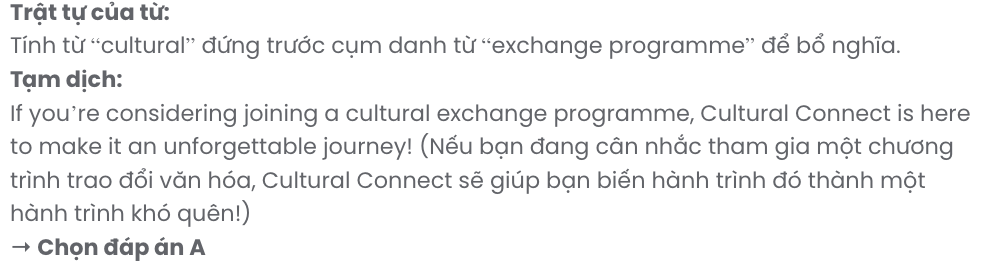 Trật tự của từ:
Tính từ “cultural” đứng trước cụm danh từ “exchange programme” để bổ nghĩa.
Tạm dịch:
If you’re considering joining a cultural exchange programme, Cultural Connect is here
to make it an unforgettable journey! (Nếu bạn đang cân nhắc tham gia một chương
trình trao đổi văn hóa, Cultural Connect sẽ giúp bạn biến hành trình đó thành một
hành trình khó quên!)
→ Chọn đáp án A